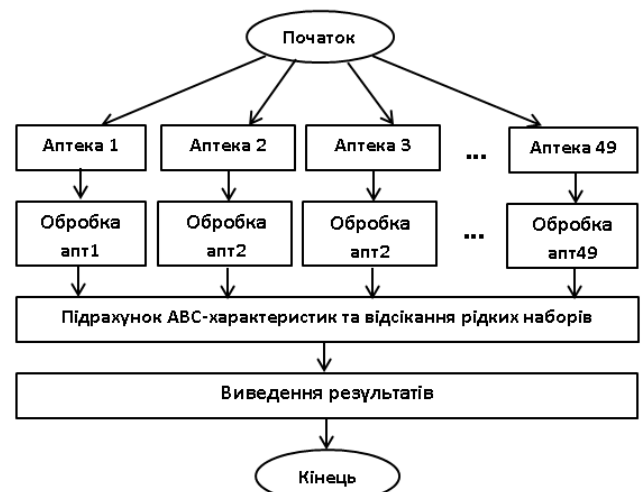 Початок
Аптека 1
Аптека 2
Аптека 3
...
Аптека 49
Обробка
апт1
Обробка
апт2
Обробка
апт2
...
Обробка
апт49
Підрахунок АВС-характеристик та відсікання рідких наборів
Виведення результатів
Кінець